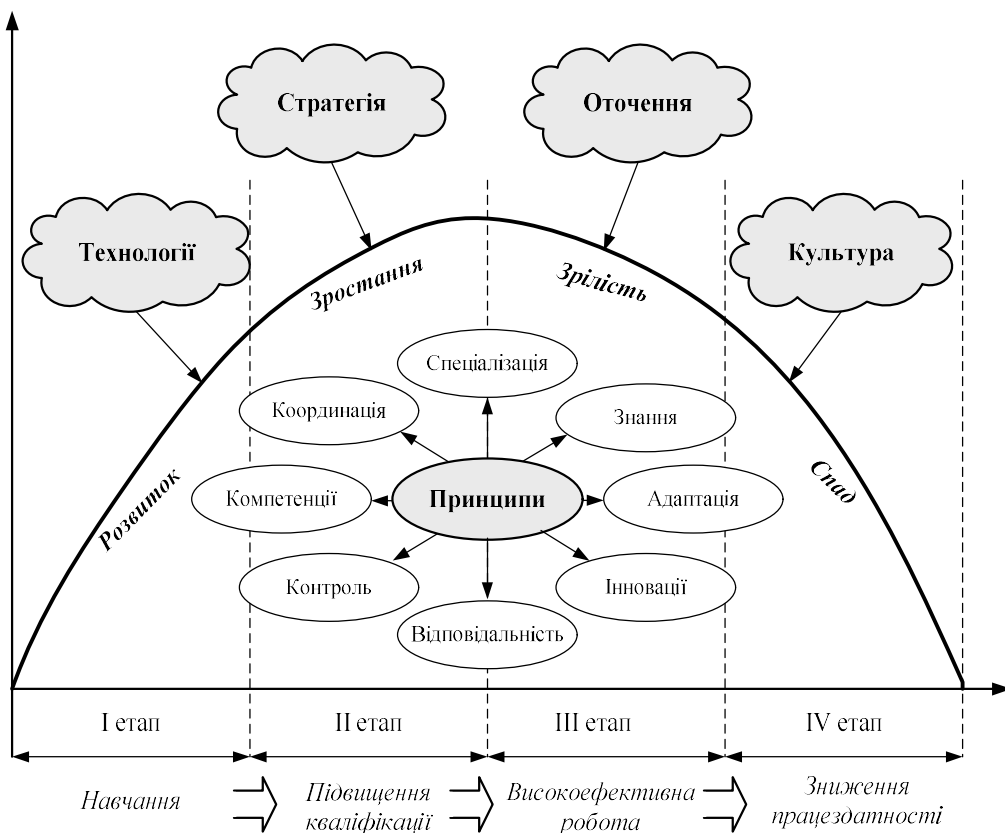 Стратегія
Оточення
Технології
Культура
Зростання
Зрілість
Розвиток
Спад
Спеціалізація
Координація
Знання
Компетенції
Принципи
Адаптація
Контроль
Інновації
Відповідальність
I етап
II етап
III етап
IV етап
Навчання
Підвищення
кваліфікації
Високоефективна
робота
Зниження
працездатності